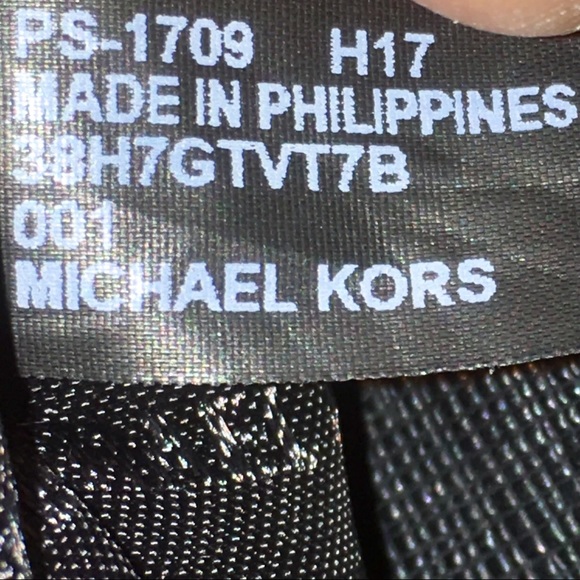 PS-1709 H17
MADE IN PHILIPPINES
38H7GTVT7B
001
MICHAEL KORS